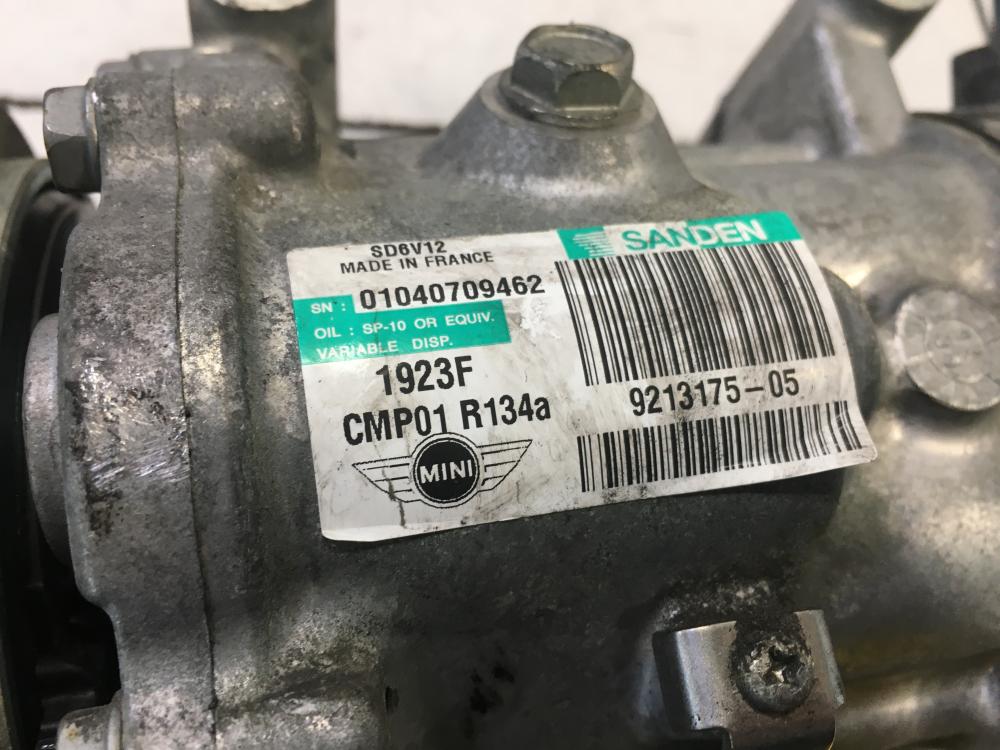 SD6V12
MADE IN FRANCE
SANDEN
SN : 01040709462
OIL : SP-10 OR EQUIV.
VARIABLE DISP.
1923F
CMP01 R134a
9213175-05
MINI